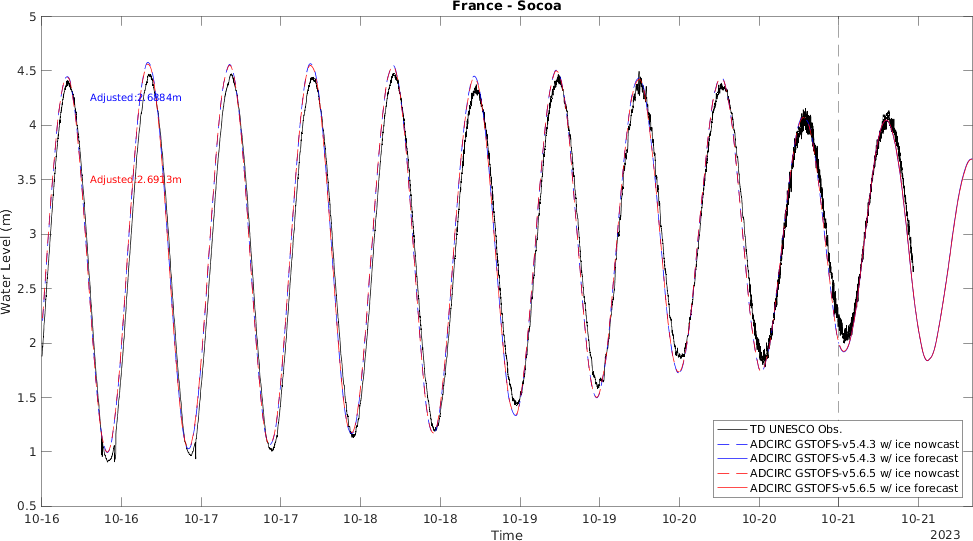 France - Socoa
5
4.5
4
3.5
3
2.5
2
1.5
1
0.5
Water Level (m)
Adjusted:2.6884m
Adjusted:2.6913m
TD UNESCO Obs.
ADCIRC GSTOFS-v5.4.3 w/ ice nowcast
ADCIRC GSTOFS-v5.4.3 w/ ice forecast
ADCIRC GSTOFS-v5.6.5 w/ ice nowcast
ADCIRC GSTOFS-v5.6.5 w/ ice forecast
10-16 10-16 10-17 10-17 10-18 10-18 10-19 10-19 10-20 10-20 10-21 10-21
Time
2023